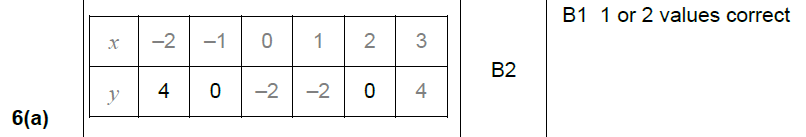 B1 1 or 2 values correct
x –2 –1 0 1 2 3
B2
y 4 0 –2 –2 0 4
6(a)